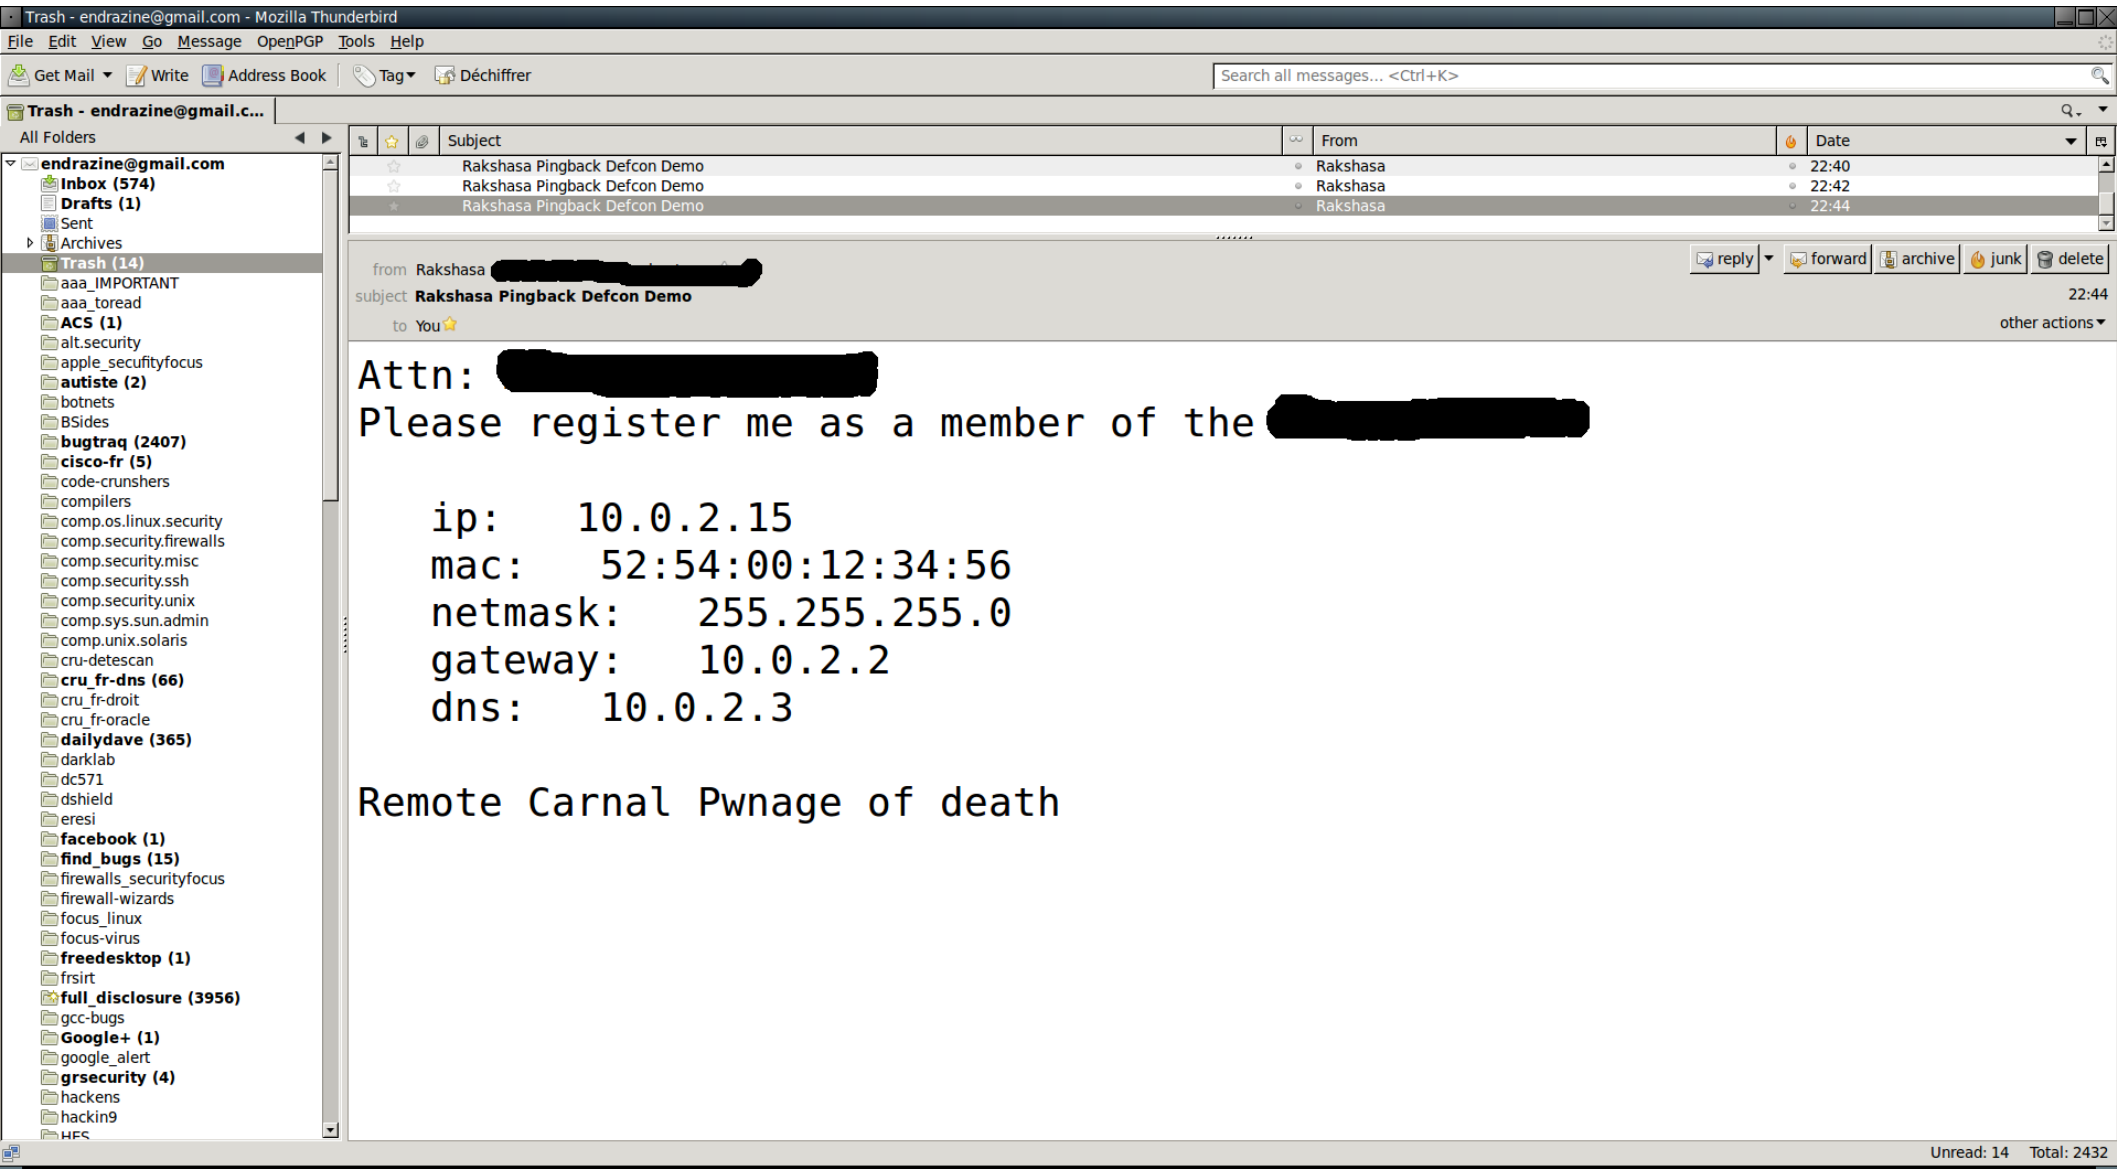 Trash - endrazine@gmail.com - Mozilla Thunderbird
File Edit View Go Message OpenPGP Tools Help
Get Mail Write Address Book Tag Déchiffrer Search all messages... <Ctrl+K>
Trash - endrazine@gmail.c...
All Folders
endrazine@gmail.com
Inbox (574)
Drafts (1)
Sent
Archives
Trash (14)
aaa_IMPORTANT
aaa_toread
ACS (1)
alt.security
apple_secufityfocus
autiste (2)
botnets
BSides
bugtraq (2407)
cisco-fr (5)
code-crunshers
compilers
comp.os.linux.security
comp.security.firewalls
comp.security.misc
comp.security.ssh
comp.security.unix
comp.sys.sun.admin
comp.unix.solaris
cru-detescan
cru_fr-dns (66)
cru_fr-droit
cru_fr-oracle
dailydave (365)
darklab
dc571
dshield
eresi
facebook (1)
find_bugs (15)
firewalls_securityfocus
firewall-wizards
focus_linux
focus-virus
freedesktop (1)
frsirt
full_disclosure (3956)
gcc-bugs
Google+ (1)
google_alert
grsecurity (4)
hackens
hackin9
HES
Subject From Date
Rakshasa Pingback Defcon Demo Rakshasa 22:40
Rakshasa Pingback Defcon Demo Rakshasa 22:42
Rakshasa Pingback Defcon Demo Rakshasa 22:44
from Rakshasa reply forward archive junk delete
subject Rakshasa Pingback Defcon Demo 22:44
to You other actions
Attn:
Please register me as a member of the
ip: 10.0.2.15
mac: 52:54:00:12:34:56
netmask: 255.255.255.0
gateway: 10.0.2.2
dns: 10.0.2.3
Remote Carnal Pwnage of death
Unread: 14 Total: 2432